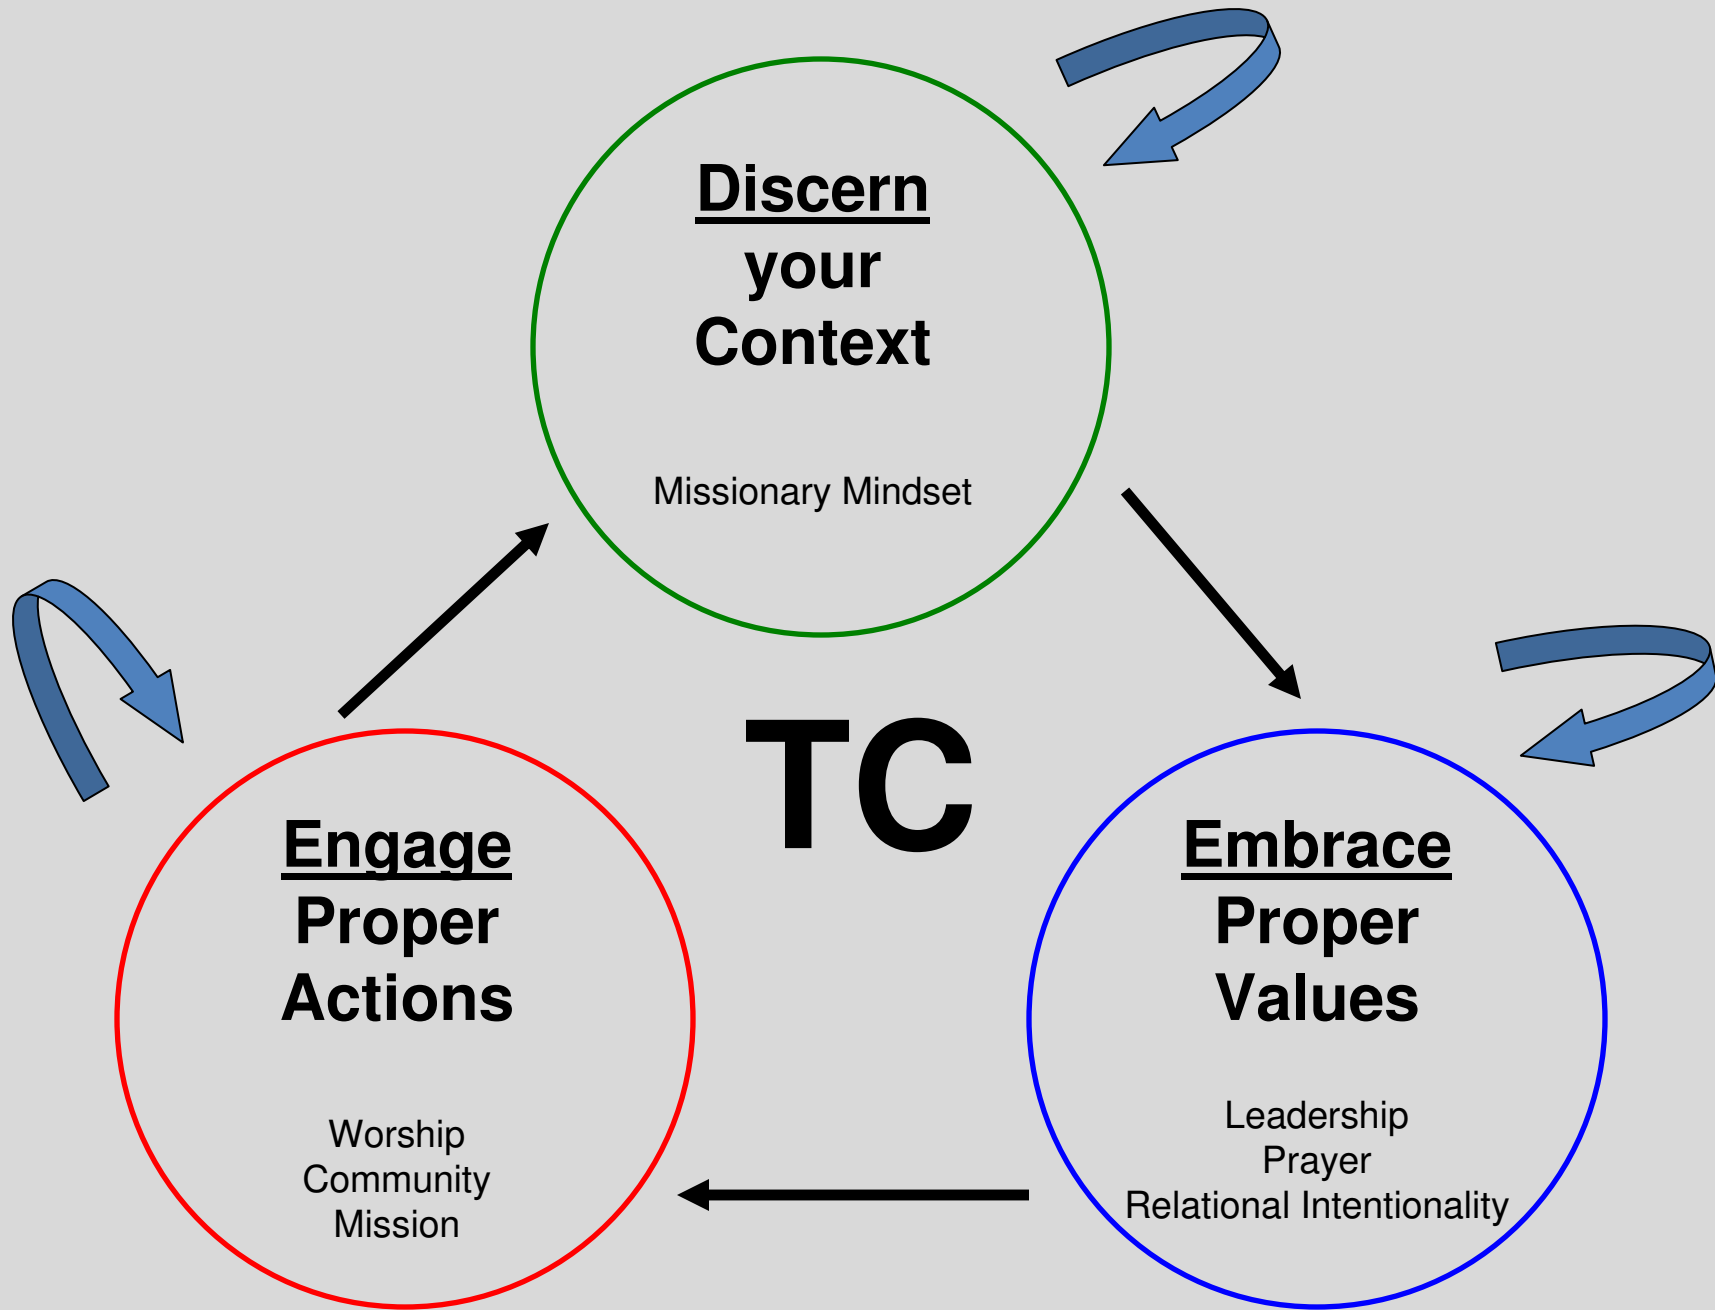 Discern
your
Context
Missionary Mindset
TC
Engage
Proper
Actions
Worship
Community
Mission
Embrace
Proper
Values
Leadership
Prayer
Relational Intentionality